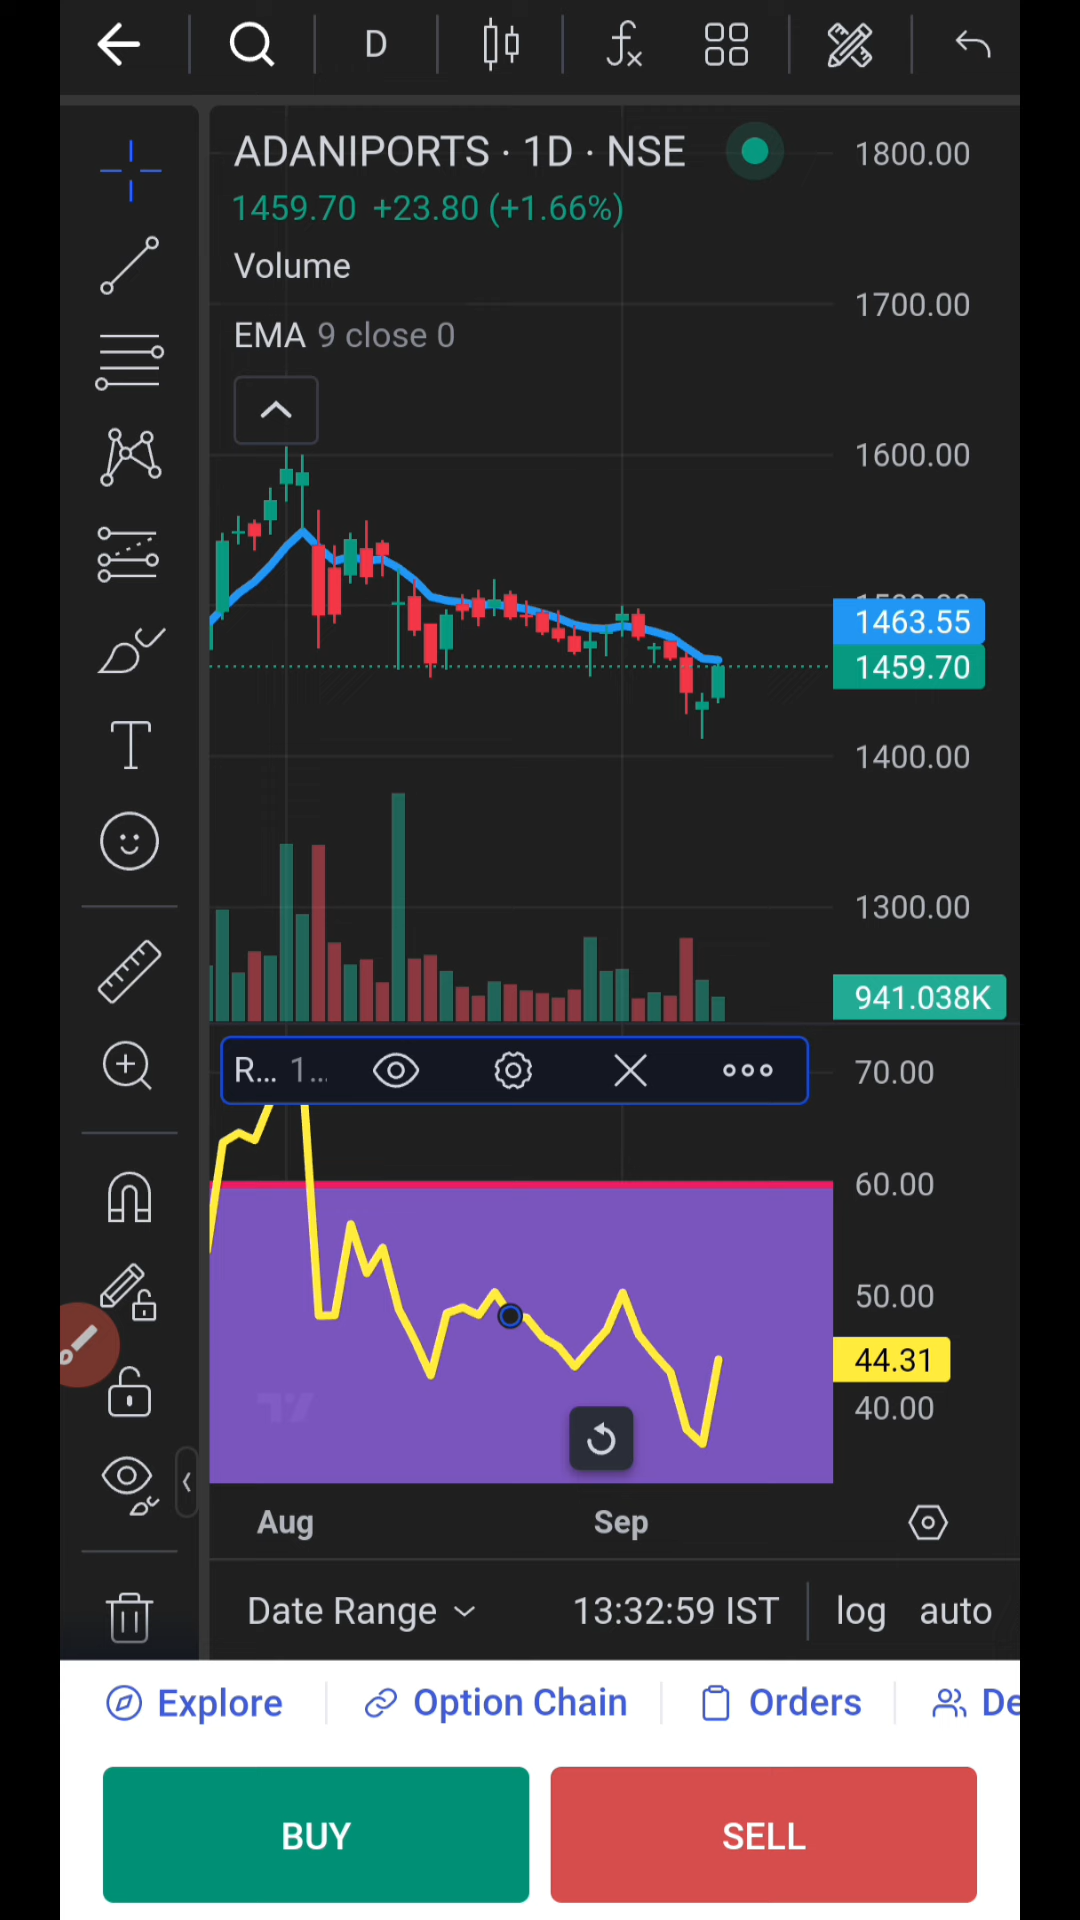 D
ADANIPORTS · 1D · NSE
1459.70 +23.80 (+1.66%)
Volume
EMA 9 close 0
1800.00
1700.00
1600.00
1463.55
1459.70
1400.00
1300.00
941.038K
R... 1...
70.00
60.00
50.00
44.31
40.00
Aug
Sep
Date Range
13:32:59 IST
log
auto
Explore
Option Chain
Orders
De
BUY
SELL